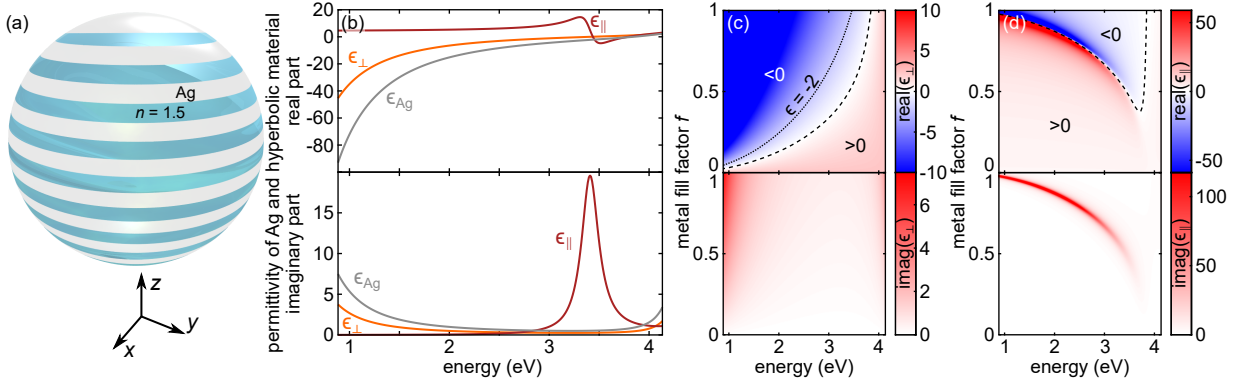 (a)
Ag
n = 1.5
z
y
x
(b)
permittivity of Ag and hyperbolic material
real part
imaginary part
20
0
-20
-40
-60
-80
ϵ∥
ϵ⊥
ϵAg
15
10
5
0
ϵ∥
ϵAg
ϵ⊥
1 2 3 4
energy (eV)
(c)
metal fill factor f
1
0.5
0
<0
ϵ = -2
>0
10
5
0
-5
-10
real(ϵ⊥)
1
0.5
0
6
4
2
0
imag(ϵ⊥)
1 2 3 4
energy (eV)
(d)
metal fill factor f
1
0.5
0
<0
>0
50
0
-50
real(ϵ∥)
1
0.5
0
100
50
0
imag(ϵ∥)
1 2 3 4
energy (eV)